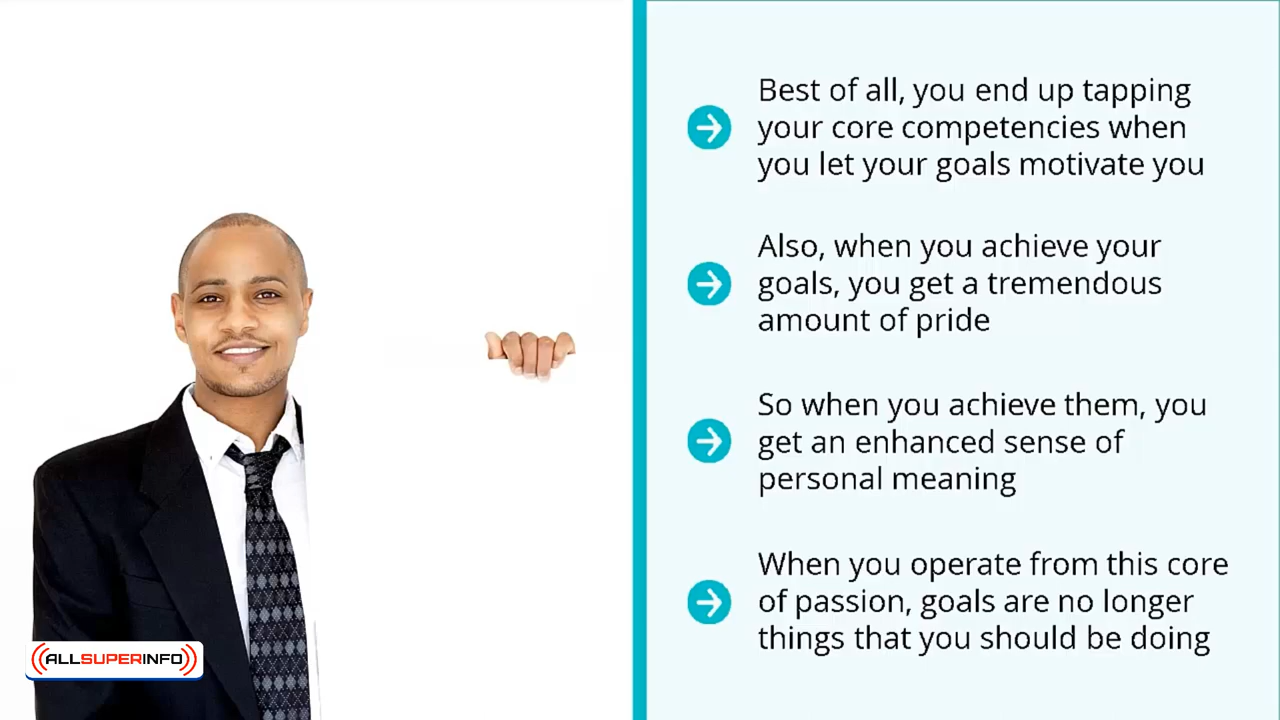 Best of all, you end up tapping
your core competencies when
you let your goals motivate you
Also, when you achieve your
goals, you get a tremendous
amount of pride
So when you achieve them, you
get an enhanced sense of
personal meaning
When you operate from this core
of passion, goals are no longer
things that you should be doing
ALLSUPERINFO